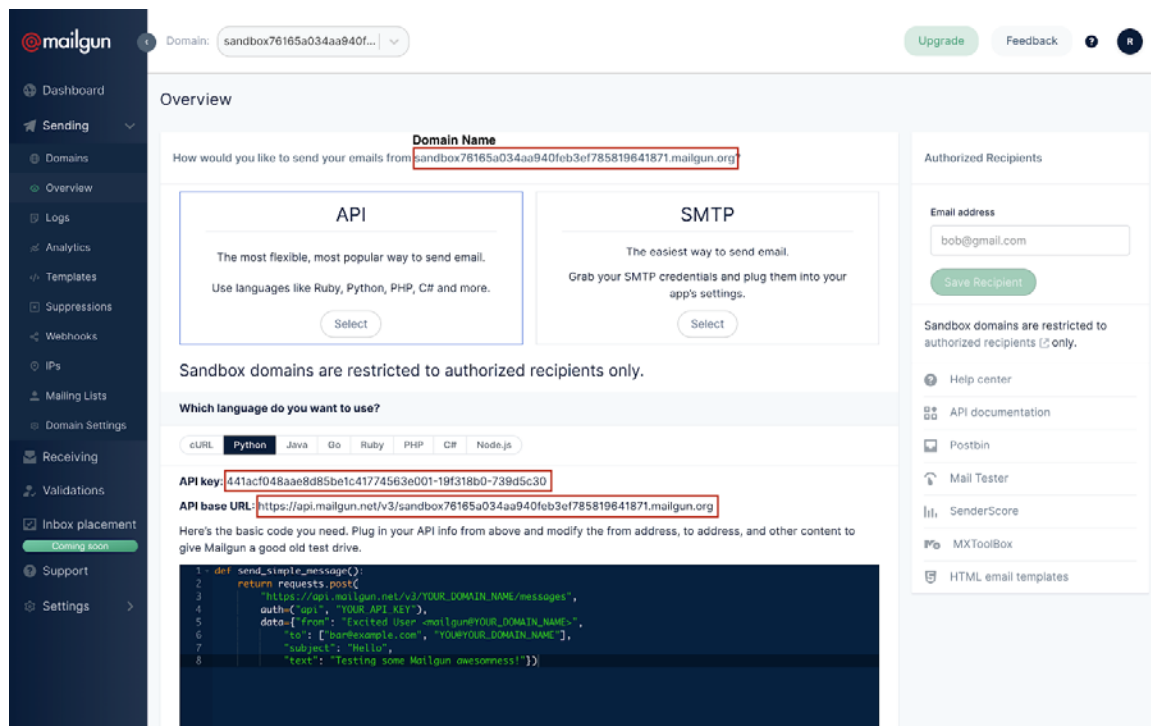 mailgun
Domain: sandbox76165a034aa940f...
Upgrade
Feedback
R
Dashboard
Sending
Domains
Overview
Logs
Analytics
Templates
Suppressions
Webhooks
IPs
Mailing Lists
Domain Settings
Receiving
Validations
Inbox placement
Coming soon
Support
Settings
Overview
Domain Name
How would you like to send your emails from sandbox76165a034aa940feb3ef785819641871.mailgun.org?
API
The most flexible, most popular way to send email.
Use languages like Ruby, Python, PHP, C# and more.
Select
SMTP
The easiest way to send email.
Grab your SMTP credentials and plug them into your
app's settings.
Select
Sandbox domains are restricted to authorized recipients only.
Which language do you want to use?
cURL Python Java Go Ruby PHP C# Node.js
API key: 441acf048aae8d85be1c41774563e001-19f318b0-739d5c30
API base URL: https://api.mailgun.net/v3/sandbox76165a034aa940feb3ef785819641871.mailgun.org
Here's the basic code you need. Plug in your API info from above and modify the from address, to address, and other content to
give Mailgun a good old test drive.
1 def send_simple_message():
2 return requests.post(
3 "https://api.mailgun.net/v3/YOUR_DOMAIN_NAME/messages",
4 auth=("api", "YOUR_API_KEY"),
5 data={"from": "Excited User <mailgun@YOUR_DOMAIN_NAME>",
6 "to": ["bar@example.com", "YOU@YOUR_DOMAIN_NAME"],
7 "subject": "Hello",
8 "text": "Testing some Mailgun awesomness!"})
Authorized Recipients
Email address
bob@gmail.com
Save Recipient
Sandbox domains are restricted to
authorized recipients only.
Help center
API documentation
Postbin
Mail Tester
SenderScore
MXToolBox
HTML email templates